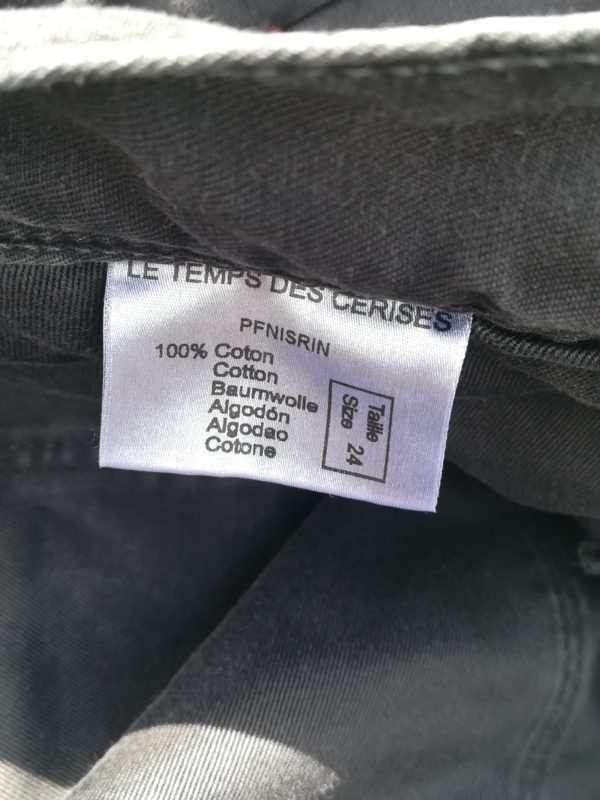 LE TEMPS DES CERISES
PFNISRIN
100% Coton
Cotton
Baumwolle
Algodón
Algodao
Cotone
Taille
Size 24